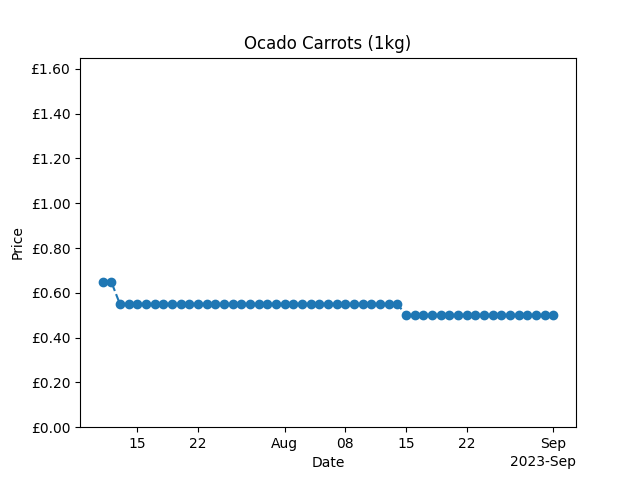 Ocado Carrots (1kg)
£1.60
£1.40
£1.20
£1.00
£0.80
£0.60
£0.40
£0.20
£0.00
Price
15 22 Aug 08 15 22 Sep
Date
2023-Sep